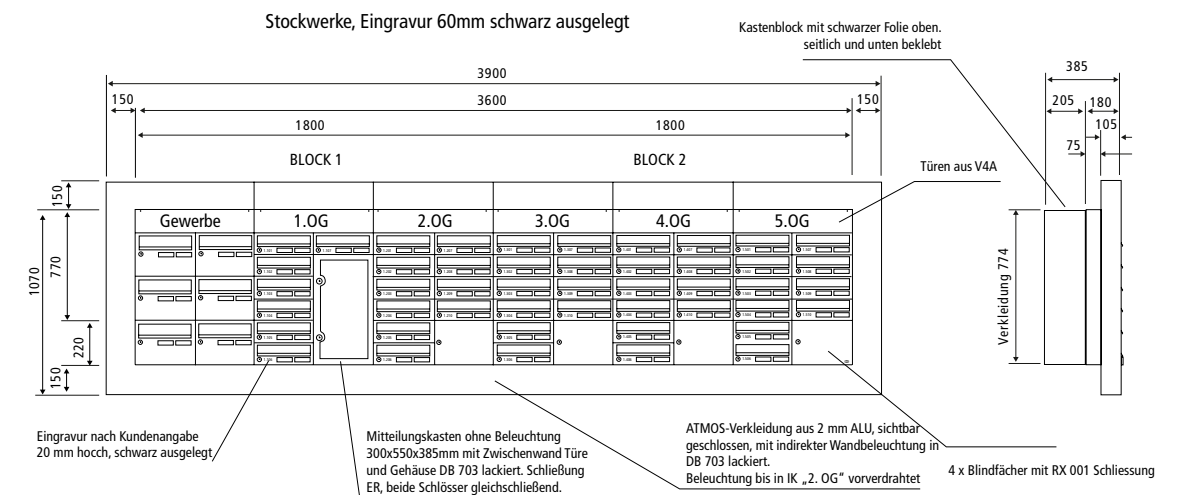 Stockwerke, Eingravur 60mm schwarz ausgelegt
Kastenblock mit schwarzer Folie oben.
seitlich und unten beklebt
3900
150
3600
150
1800
1800
BLOCK 1
BLOCK 2
385
205
180
105
75
Türen aus V4A
150
1070
770
220
150
Gewerbe
1.OG
2.OG
3.OG
4.OG
5.OG
Verkleidung 774
Eingravur nach Kundenangabe
20 mm hocch, schwarz ausgelegt
Mitteilungskasten ohne Beleuchtung
300x550x385mm mit Zwischenwand Türe
und Gehäuse DB 703 lackiert. Schließung
ER, beide Schlösser gleichschließend.
ATMOS-Verkleidung aus 2 mm ALU, sichtbar
geschlossen, mit indirekter Wandbeleuchtung in
DB 703 lackiert.
Beleuchtung bis in IK „2. OG“ vorverdrahtet
4 x Blindfächer mit RX 001 Schliessung